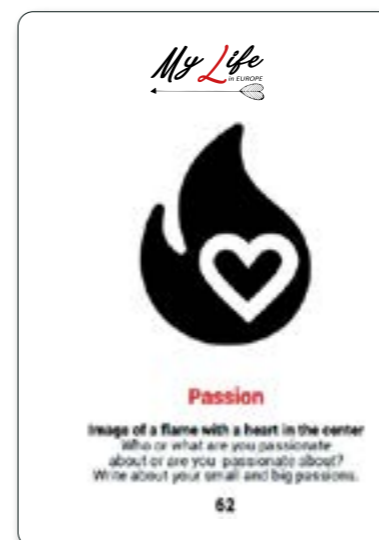 My Life
in EUROPE
Passion
Image of a flame with a heart in the center
Who or what are you passionate
about or are you passionate about?
Write about your small and big passions.
62